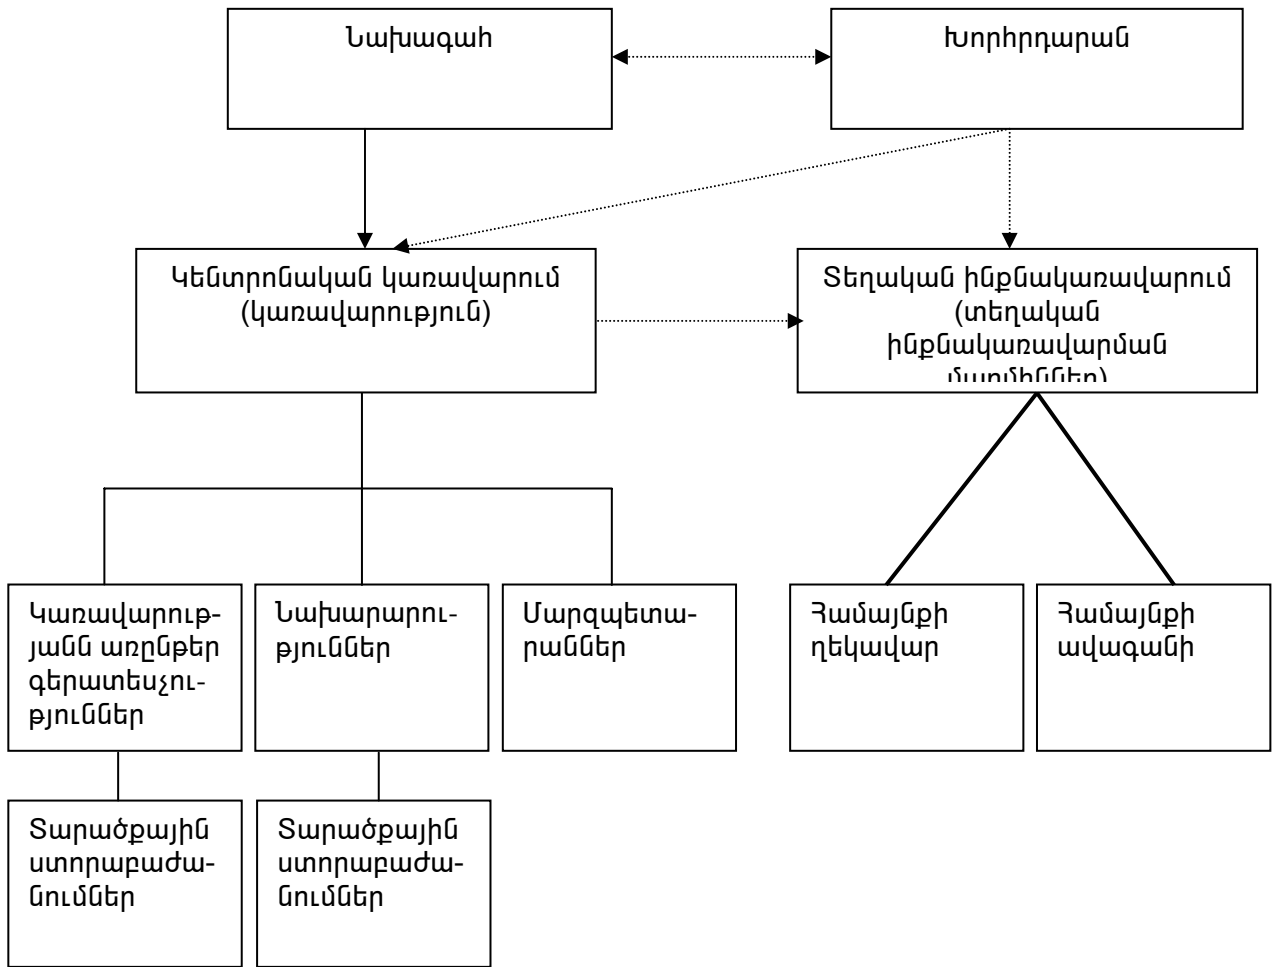 Նախագահ
Խորհրդարան
Կենտրոնական կառավարում
(կառավարություն)
Տեղական ինքնակառավարում
(տեղական
ինքնակառավարման
մարմիններ)
Կառավարութ-
յանն առընթեր
գերատեսչու-
թյուններ
Նախարարու-
թյուններ
Մարզպետա-
րաններ
Համայնքի
ղեկավար
Համայնքի
ավագանի
Տարածքային
ստորաբաժա-
նումներ
Տարածքային
ստորաբաժա-
նումներ